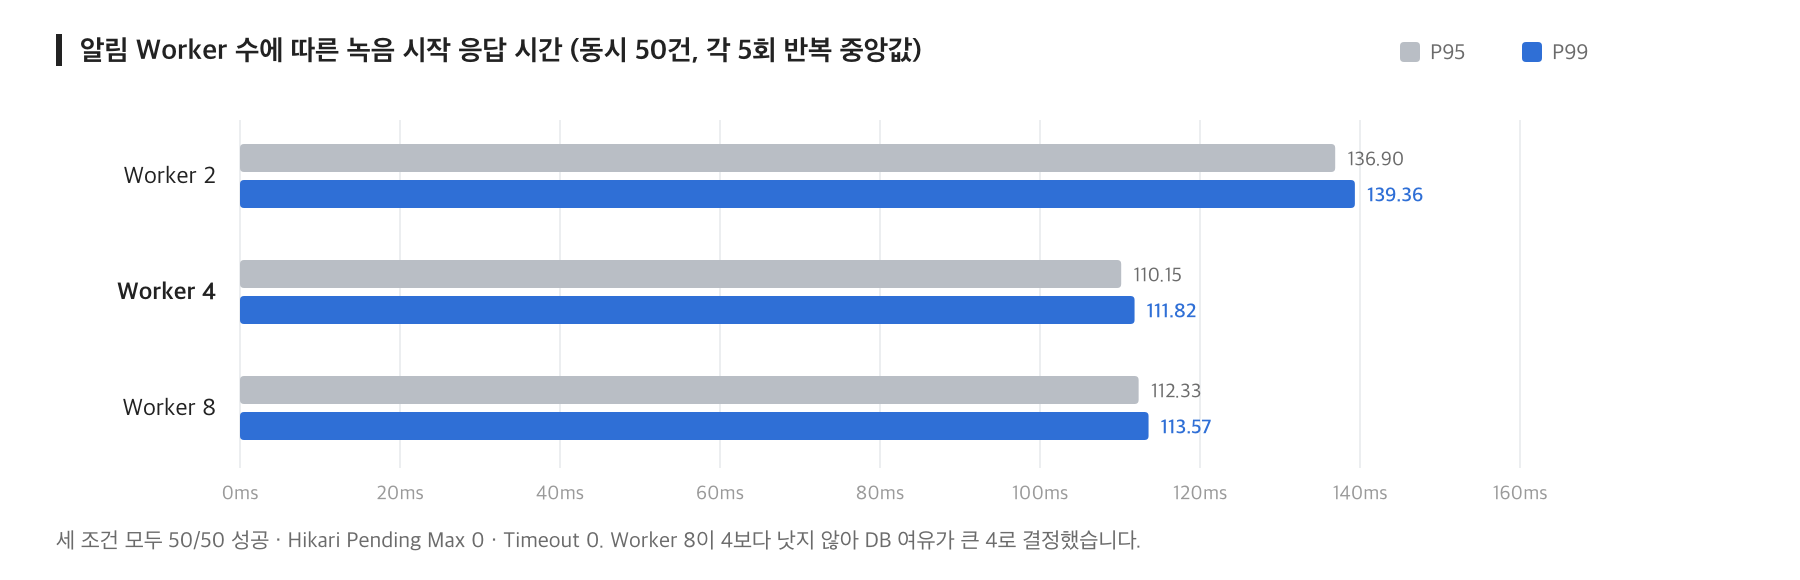 알림 Worker 수에 따른 녹음 시작 응답 시간 (동시 50건, 각 5회 반복 중앙값)
P95 P99
136.90
Worker 2
139.36
110.15
Worker 4
111.82
112.33
Worker 8
113.57
0ms 20ms 40ms 60ms 80ms 100ms 120ms 140ms 160ms
세 조건 모두 50/50 성공 · Hikari Pending Max 0 · Timeout 0. Worker 8이 4보다 낫지 않아 DB 여유가 큰 4로 결정했습니다.